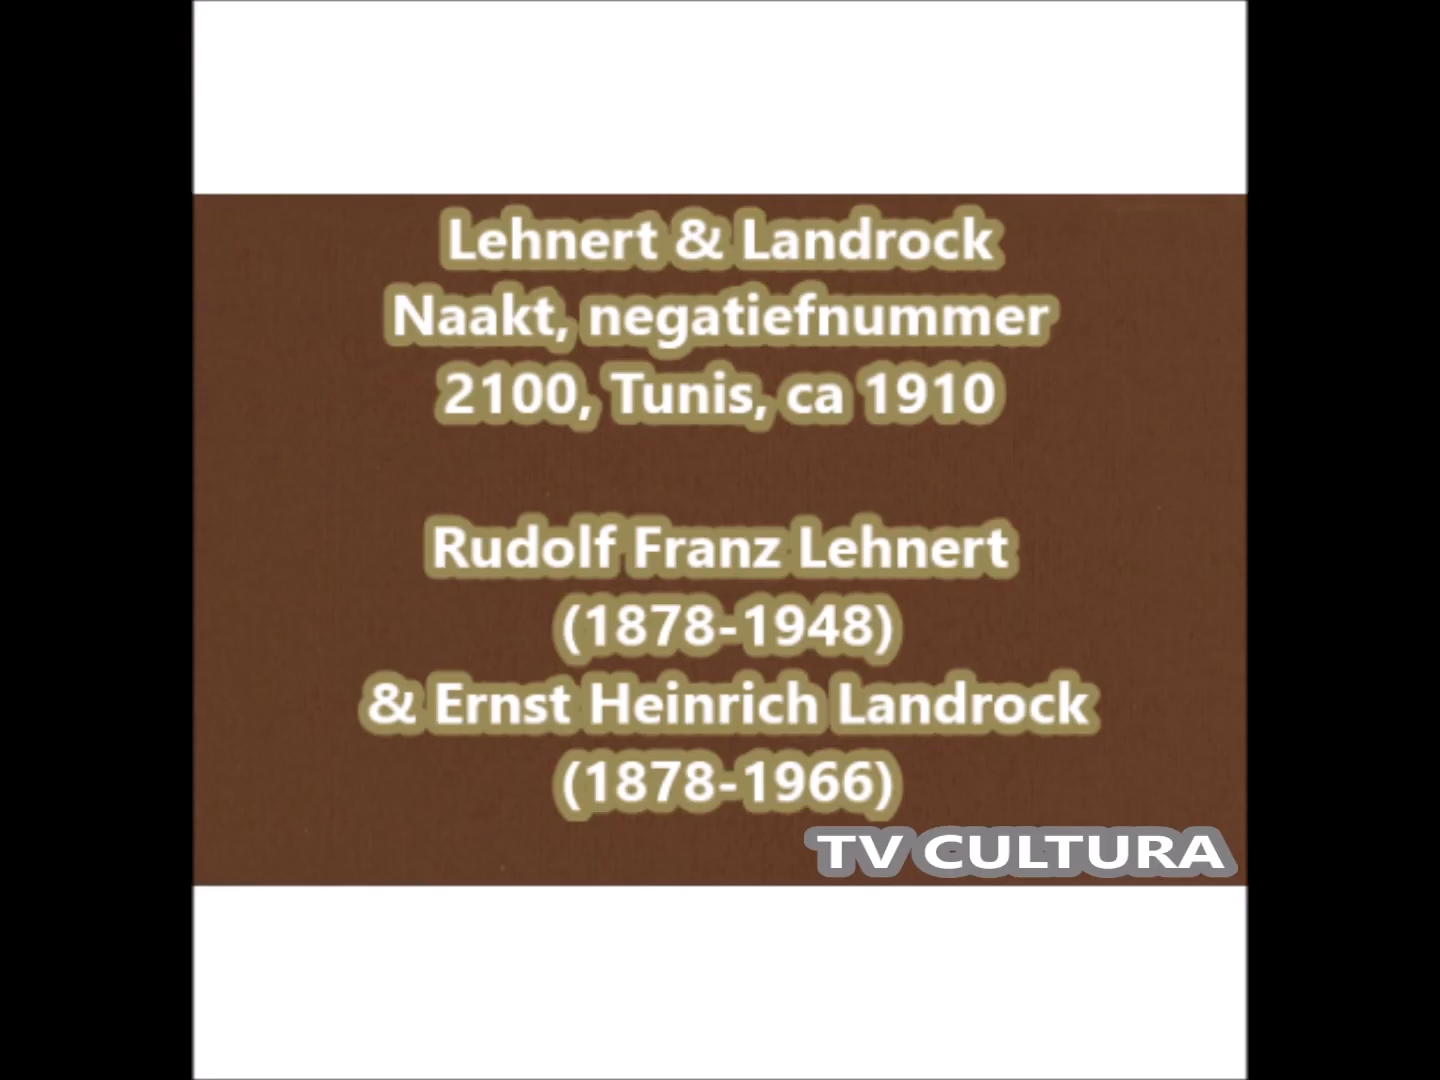 Lehnert & Landrock
Naakt, negatiefnummer
2100, Tunis, ca 1910
Rudolf Franz Lehnert
(1878-1948)
& Ernst Heinrich Landrock
(1878-1966)
TV CULTURA